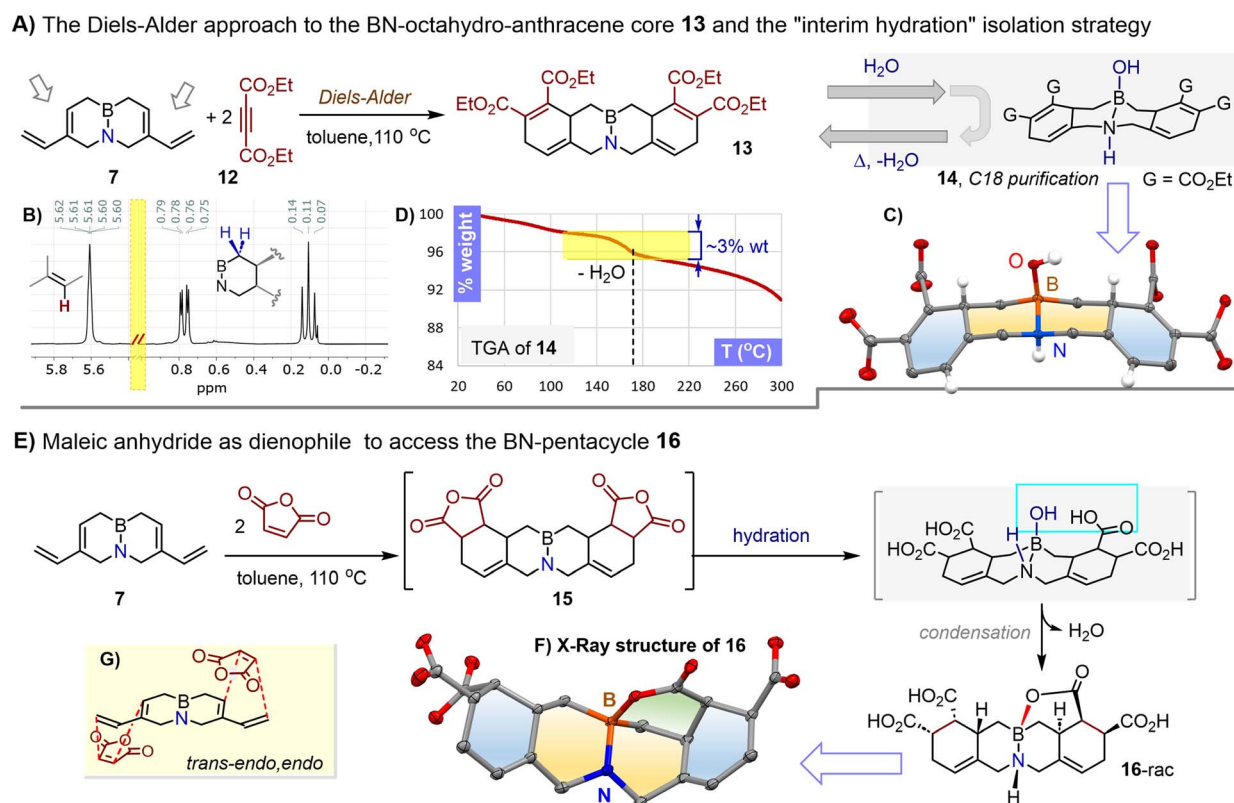 A) The Diels-Alder approach to the BN-octahydro-anthracene core 13 and the "interim hydration" isolation strategy
B
N
7
+ 2
CO₂Et
CO₂Et
12
Diels-Alder
toluene,110 °C
CO₂Et
EtO₂C
CO₂Et
CO₂Et
B
N
13
H₂O
Δ, -H₂O
OH
G
B
G
G
G
N
H
14, C18 purification
G = CO₂Et
B)
5.62
5.61
5.61
5.60
5.60
0.79
0.78
0.76
0.75
0.14
0.11
0.07
H
H H
B
N
//
5.8
5.6
0.8
0.6
0.4
0.2
0.0
-0.2
ppm
D)
% weight
100
96
92
88
84
~3% wt
- H₂O
TGA of 14
T (°C)
20
60
100
140
180
220
260
300
C)
O
B
N
E) Maleic anhydride as dienophile to access the BN-pentacycle 16
B
N
7
O
O
O
2
toluene, 110 °C
O
O
O
O
O
O
B
N
15
hydration
OH
HO
O
HO₂C
H
B
HO₂C
CO₂H
N
condensation
H₂O
O
O
HO₂C
HO₂C
H
H
CO₂H
B
N
H
16-rac
F) X-Ray structure of 16
B
N
G)
O
O
O
B
N
O
O
O
trans-endo,endo